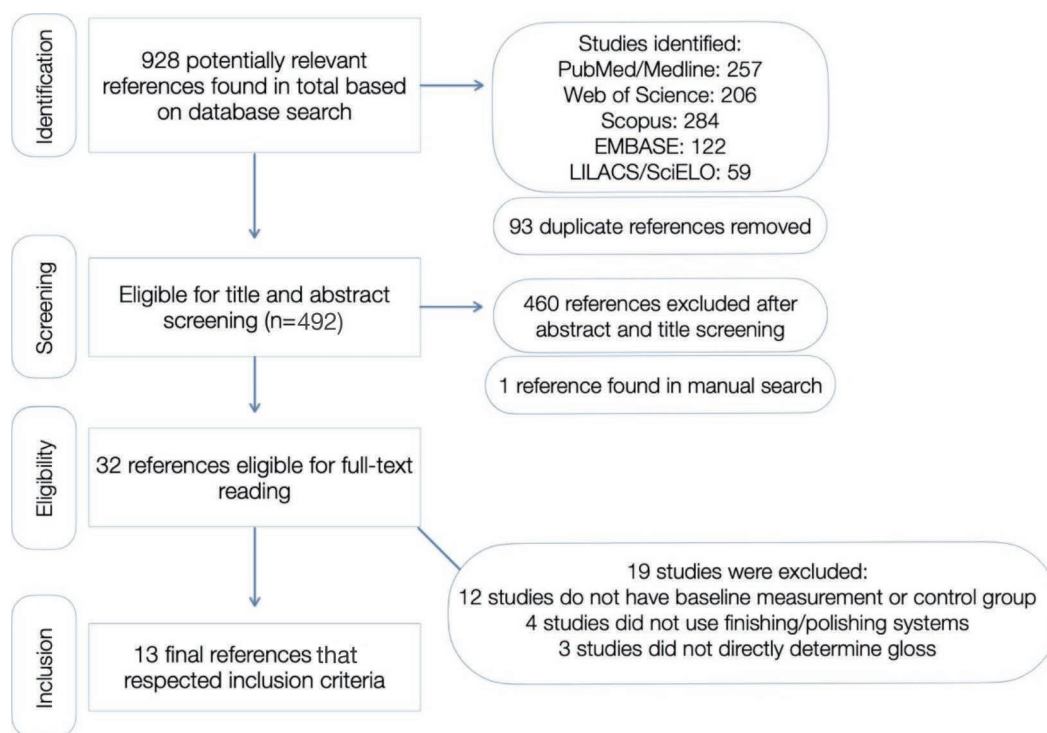 Identification
928 potentially relevant
references found in total based
on database search
Studies identified:
PubMed/Medline: 257
Web of Science: 206
Scopus: 284
EMBASE: 122
LILACS/SciELO: 59
93 duplicate references removed
Screening
Eligible for title and abstract
screening (n=492)
460 references excluded after
abstract and title screening
1 reference found in manual search
Eligibility
32 references eligible for full-text
reading
19 studies were excluded:
12 studies do not have baseline measurement or control group
4 studies did not use finishing/polishing systems
3 studies did not directly determine gloss
Inclusion
13 final references that
respected inclusion criteria